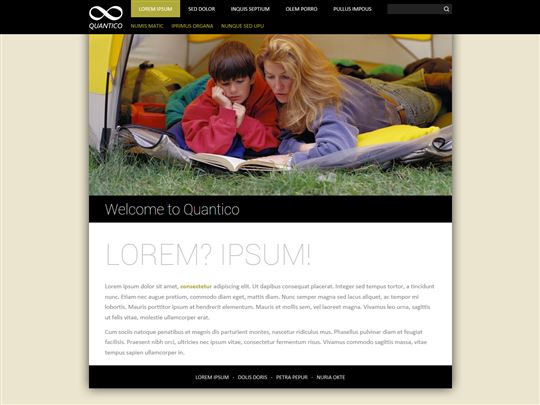 LOREM IPSUM SED DOLOR INQUIS SEPTIUM OLEM PORRO PULLUS IMPOUS
QUANTICO
NUMIS MATIC IPRIMUS ORGANA NUNQUE SED UPU
Welcome to Quantico
LOREM? IPSUM!
Lorem ipsum dolor sit amet, consectetur adipiscing elit. Ut dapibus consequat placerat. Integer sed tempus tortor, a tincidunt
nunc. Etiam nec augue pretium, commodo diam eget, mattis diam. Nunc semper magna sed lacus aliquet, ac tempor mi
lobortis. Mauris porttitor ipsum at hendrerit elementum. Mauris et mollis sem, vel laoreet magna. Vivamus leo urna, sagittis
ut felis vitae, molestie ullamcorper erat.
Cum sociis natoque penatibus et magnis dis parturient montes, nascetur ridiculus mus. Phasellus pulvinar diam et feugiat
facilisis. Praesent nibh orci, ultricies nec ipsum vitae, consectetur fermentum risus. Vivamus commodo sagittis massa, vitae
tempus sapien ullamcorper in.
LOREM IPSUM - DOLIS DORIS - PETRA PEPUR - NURIA OKTE